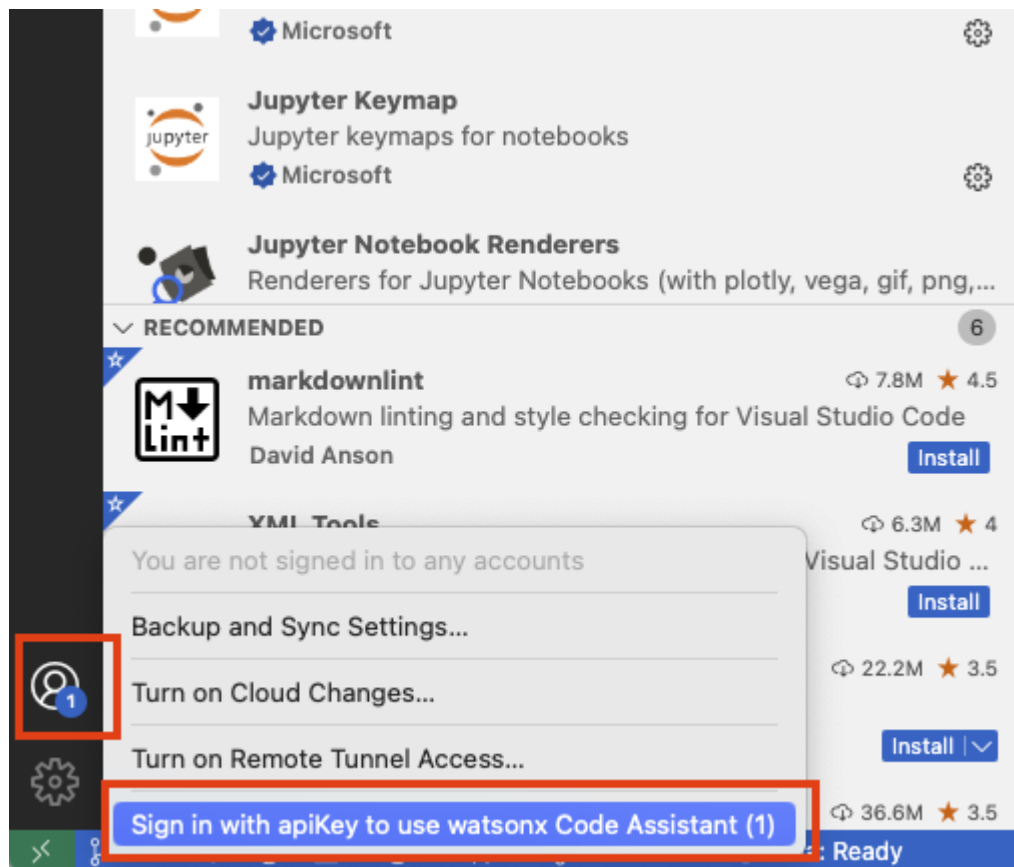 Microsoft
Jupyter Keymap
jupyter
Jupyter keymaps for notebooks
Microsoft
Jupyter Notebook Renderers
Renderers for Jupyter Notebooks (with plotly, vega, gif, png,...
RECOMMENDED 6
markdownlint 7.8M 4.5
M
Lint
Markdown linting and style checking for Visual Studio Code
David Anson Install
XML Tools 6.3M 4
You are not signed in to any accounts
Visual Studio ...
Install
Backup and Sync Settings...
22.2M 3.5
1
Turn on Cloud Changes...
Install
Turn on Remote Tunnel Access...
36.6M 3.5
Sign in with apiKey to use watsonx Code Assistant (1)
: Ready